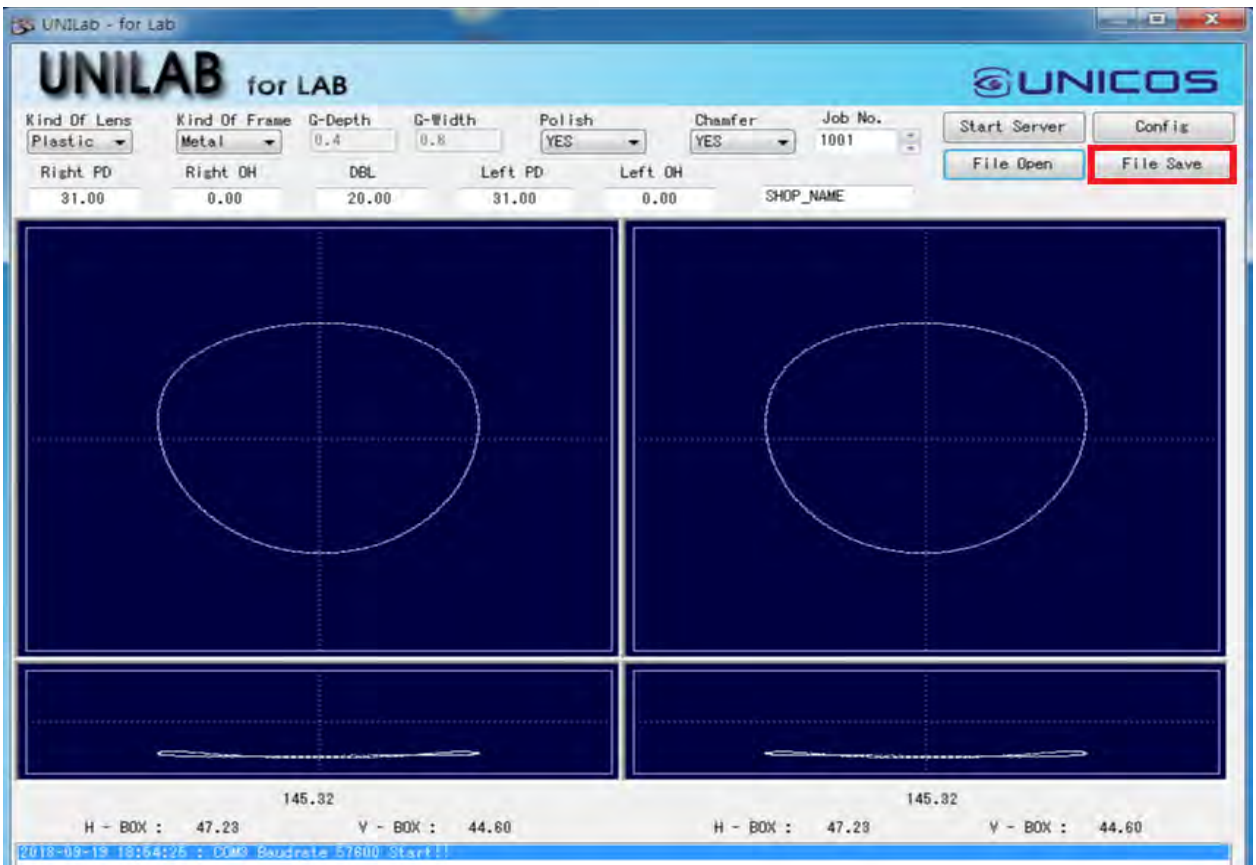 UNILab - for Lab
UNILAB for LAB
UNICOS
Kind Of Lens Kind Of Frame G-Depth G-Width Polish Chamfer Job No.
Plastic Metal 0.4 0.8 YES YES 1001
Start Server Config
File Open File Save
Right PD Right OH DBL Left PD Left OH
31.00 0.00 20.00 31.00 0.00 SHOP_NAME
145.32 145.32
H - BOX : 47.23 V - BOX : 44.60 H - BOX : 47.23 V - BOX : 44.60
2018-09-19 18:54:25 : COM3 Baudrate 57600 Start!!